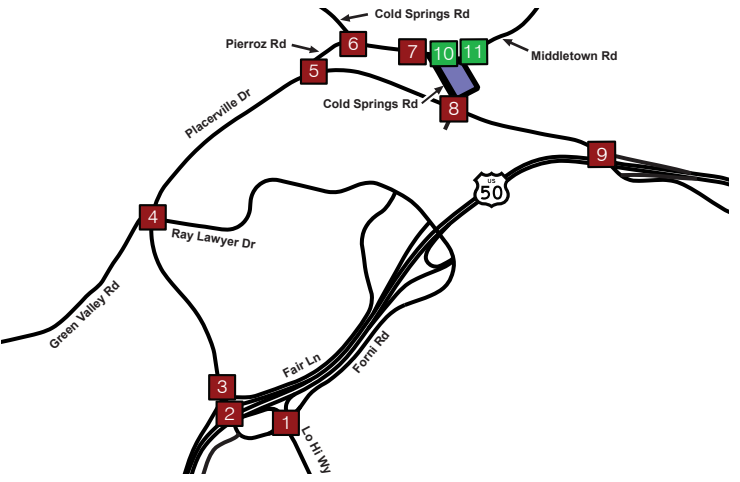 Cold Springs Rd
6
Pierroz Rd
7
10
11
Middletown Rd
5
Cold Springs Rd
8
Placerville Dr
9
US
50
4
Ray Lawyer Dr
Green Valley Rd
Fair Ln
Forni Rd
3
2
1
Lo Hi Wy